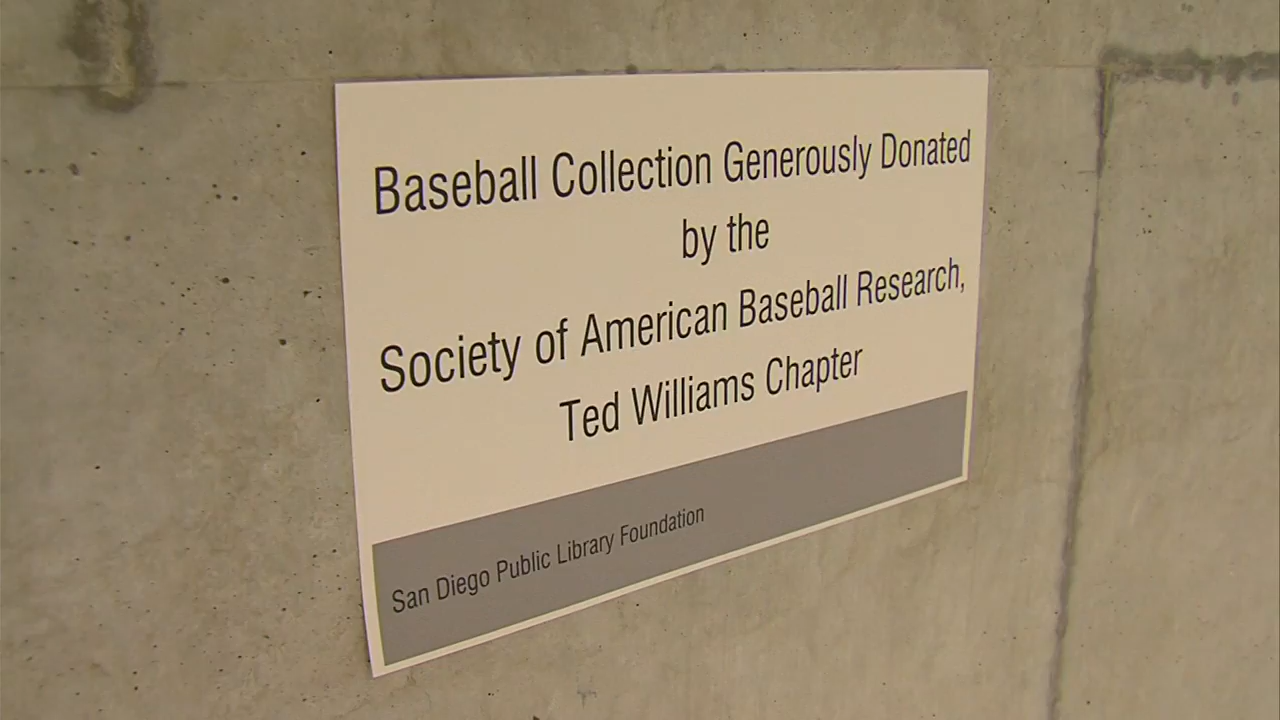 Baseball Collection Generously Donated
by the
Society of American Baseball Research,
Ted Williams Chapter
San Diego Public Library Foundation